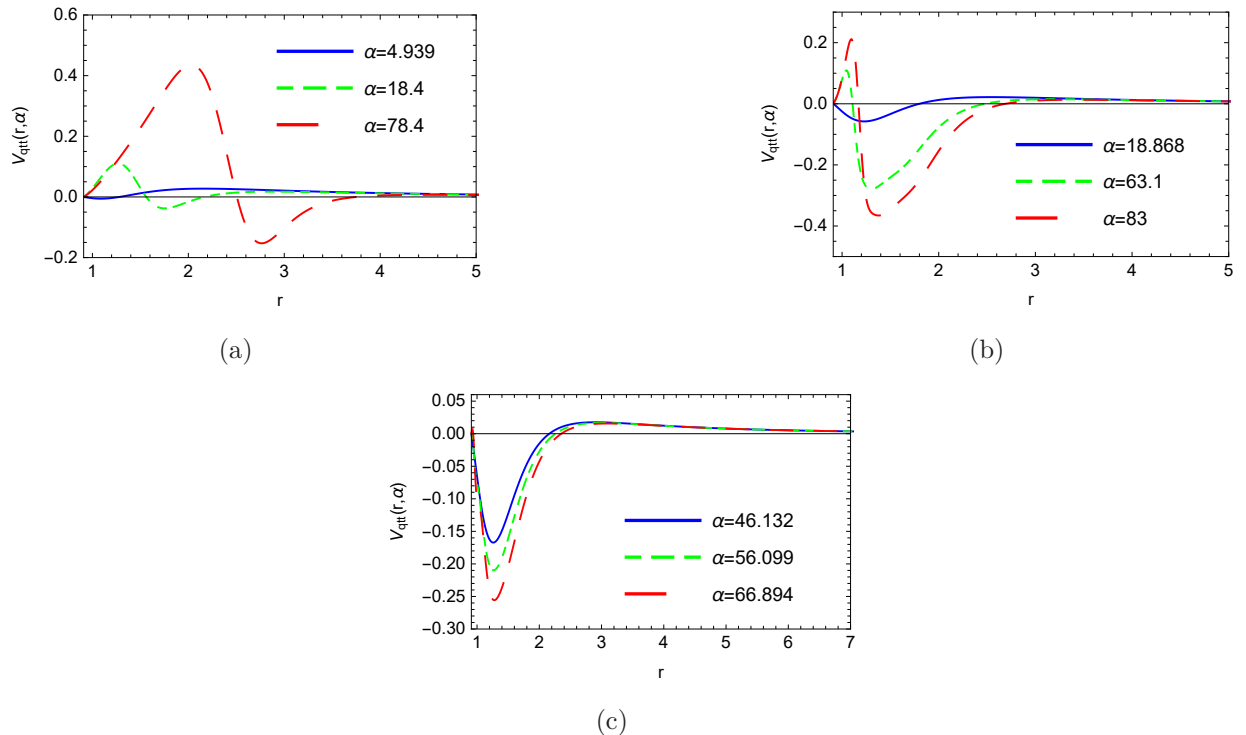 0.6
0.4
0.2
0.0
−0.2
V_qtt(r,α)
α=4.939
α=18.4
α=78.4
1 2 3 4 5
r
(a)
0.2
0.0
−0.2
−0.4
V_qtt(r,α)
α=18.868
α=63.1
α=83
1 2 3 4 5
r
(b)
0.05
0.00
−0.05
−0.10
−0.15
−0.20
−0.25
−0.30
V_qtt(r,α)
α=46.132
α=56.099
α=66.894
1 2 3 4 5 6 7
r
(c)